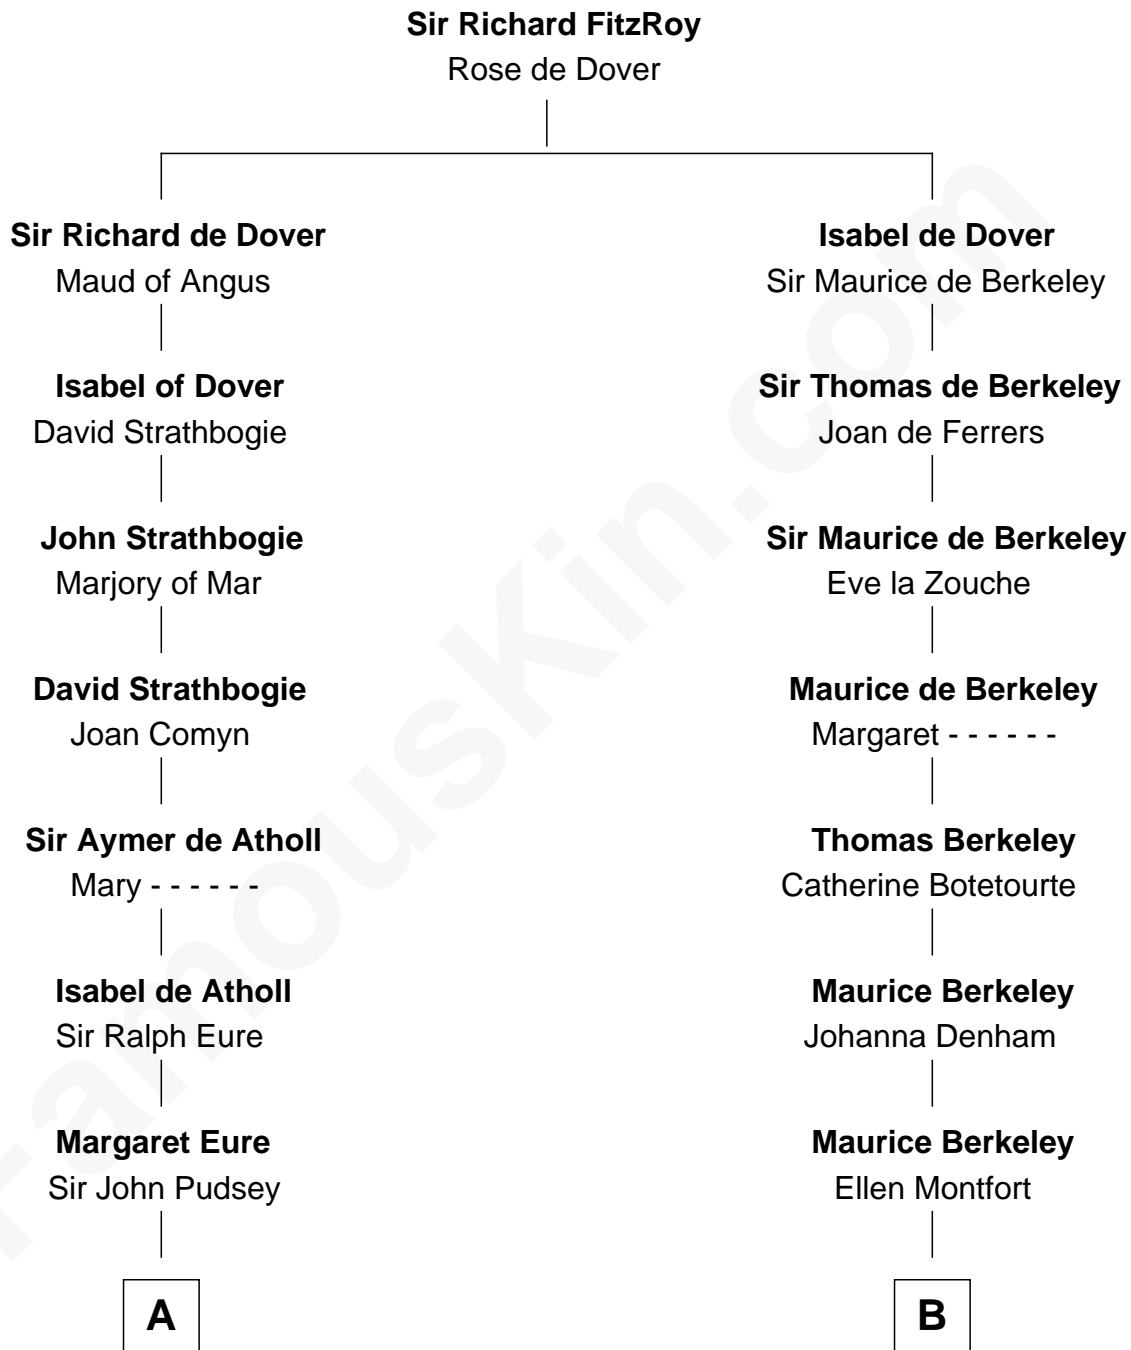 Sir Richard FitzRoy
Rose de Dover
Sir Richard de Dover
Maud of Angus
Isabel of Dover
David Strathbogie
John Strathbogie
Marjory of Mar
David Strathbogie
Joan Comyn
Sir Aymer de Atholl
Mary - - - - - -
Isabel de Atholl
Sir Ralph Eure
Margaret Eure
Sir John Pudsey
A
Isabel de Dover
Sir Maurice de Berkeley
Sir Thomas de Berkeley
Joan de Ferrers
Sir Maurice de Berkeley
Eve la Zouche
Maurice de Berkeley
Margaret - - - - - -
Thomas Berkeley
Catherine Botetourte
Maurice Berkeley
Johanna Denham
Maurice Berkeley
Ellen Montfort
B
FamousKin.com